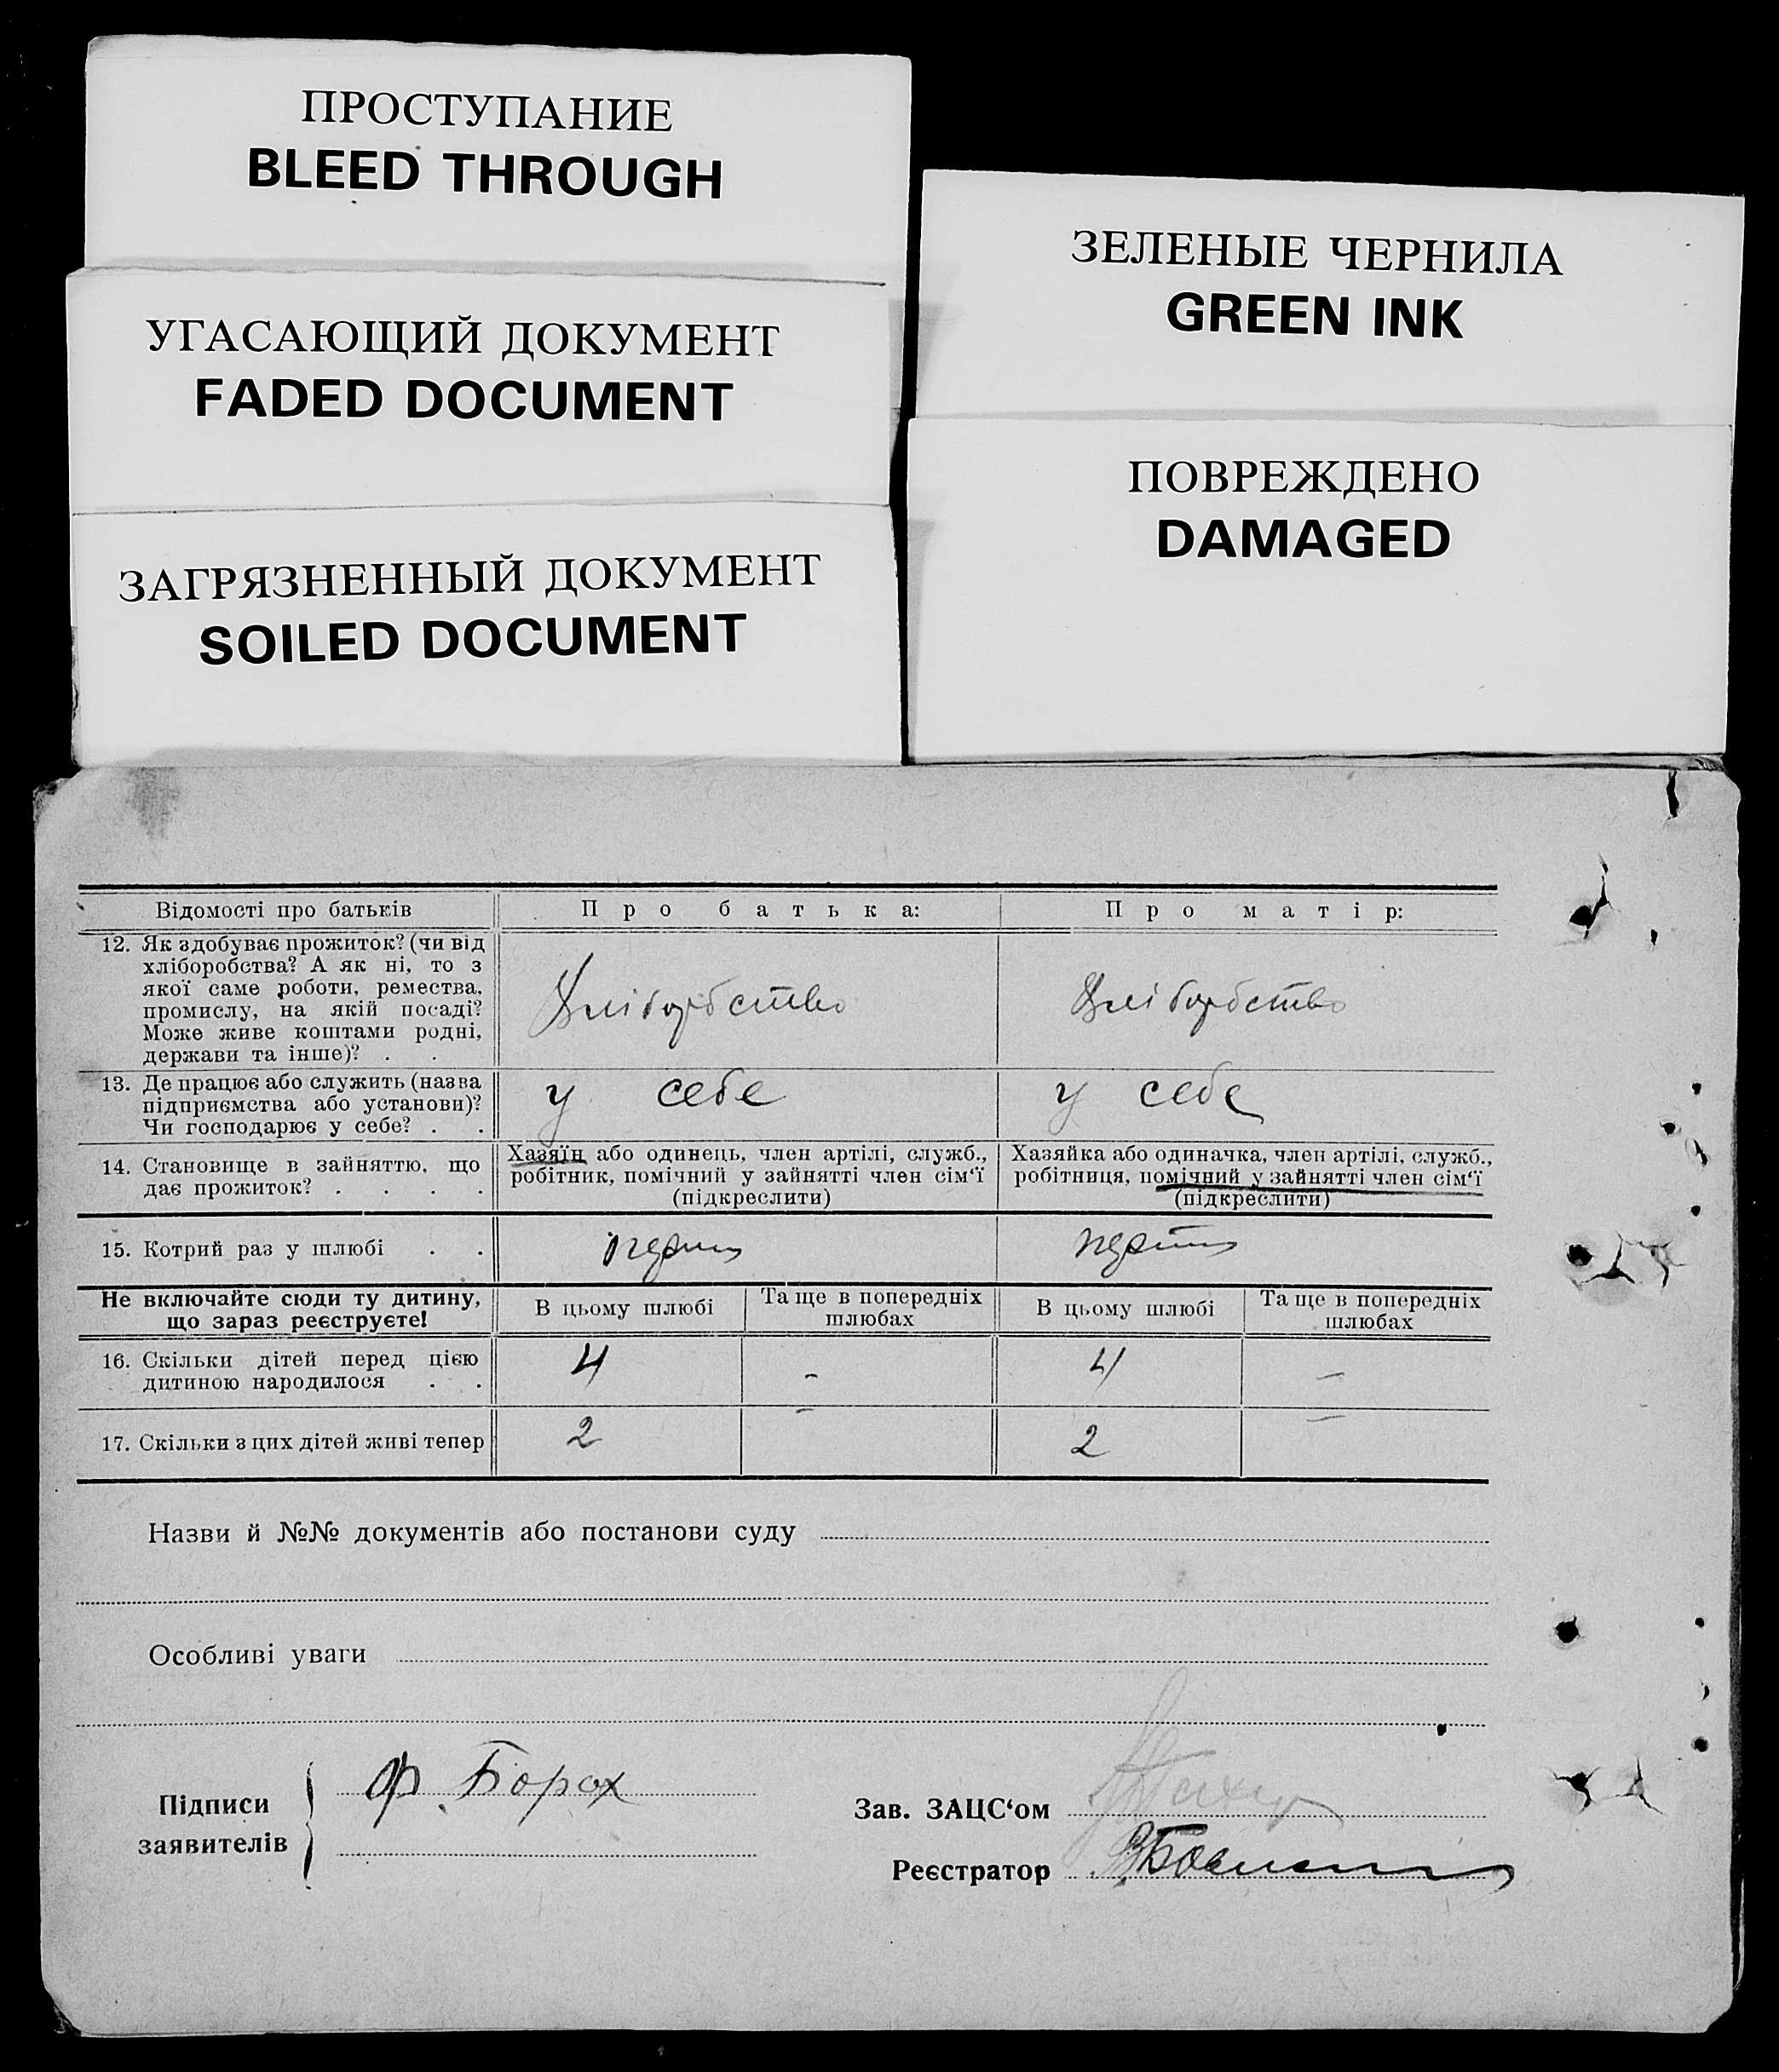 ПРОСТУПАНИЕ
BLEED THROUGH
УГАСАЮЩИЙ ДОКУМЕНТ
FADED DOCUMENT
ЗАГРЯЗНЕННЫЙ ДОКУМЕНТ
SOILED DOCUMENT
ЗЕЛЕНЫЕ ЧЕРНИЛА
GREEN INK
ПОВРЕЖДЕНО
DAMAGED
Відомості про батьків
Про батька:
Про матір:
12. Як здобуває прожиток? (чи від
хліборобства? А як ні, то з
якої саме роботи, ремества,
промислу, на якій посаді?
Може живе коштами родні,
держави та інше)? . .
Хліборобство
Хліборобство
13. Де працює або служить (назва
підприємства або установи)?
Чи господарює у себе? . .
у себе
у себе
14. Становище в зайняттю, що
дає прожиток? . . . .
Хазяїн або одинець, член артілі, служб.,
робітник, помічний у зайнятті член сім‘ї
(підкреслити)
Хазяйка або одиначка, член артілі, служб.,
робітниця, помічний у зайнятті член сім‘ї
(підкреслити)
15. Котрий раз у шлюбі . .
Не включайте сюди ту дитину,
що зараз реєструєте!
В цьому шлюбі
Та ще в попередніх
шлюбах
В цьому шлюбі
Та ще в попередніх
шлюбах
16. Скільки дітей перед цією
дитиною народилося . .
4
-
4
—
17. Скільки з цих дітей живі тепер
2
—
2
—
Назви й №№ документів або постанови суду
Особливі уваги
Підписи
заявителів
Ф. Борох
Зав. ЗАЦС‘ом
Реєстратор